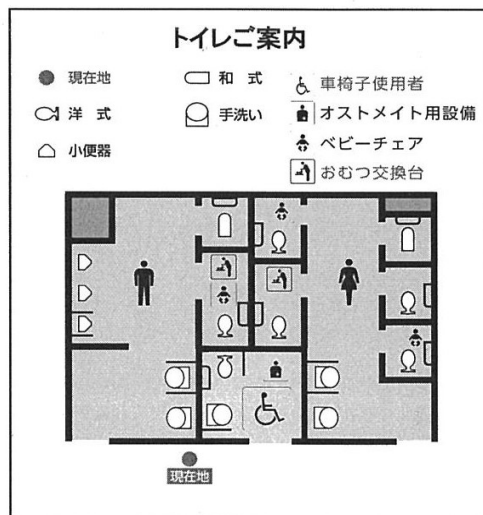 トイレご案内
現在地
洋式
小便器
和式
手洗い
車椅子使用者
オストメイト用設備
ベビーチェア
おむつ交換台
現在地